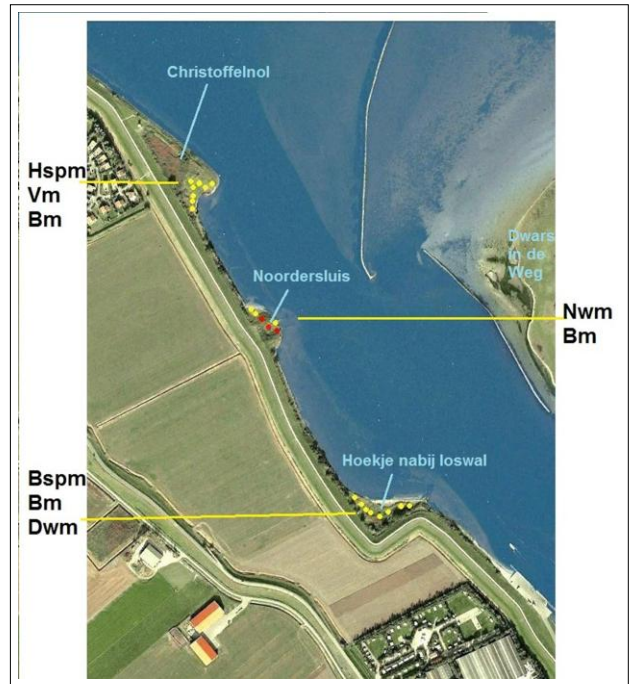 Christoffelnol
Hspm
Vm
Bm
Dwars
in de
Weg
Noordersluis
Nwm
Bm
Hoekje nabij loswal
Bspm
Bm
Dwm